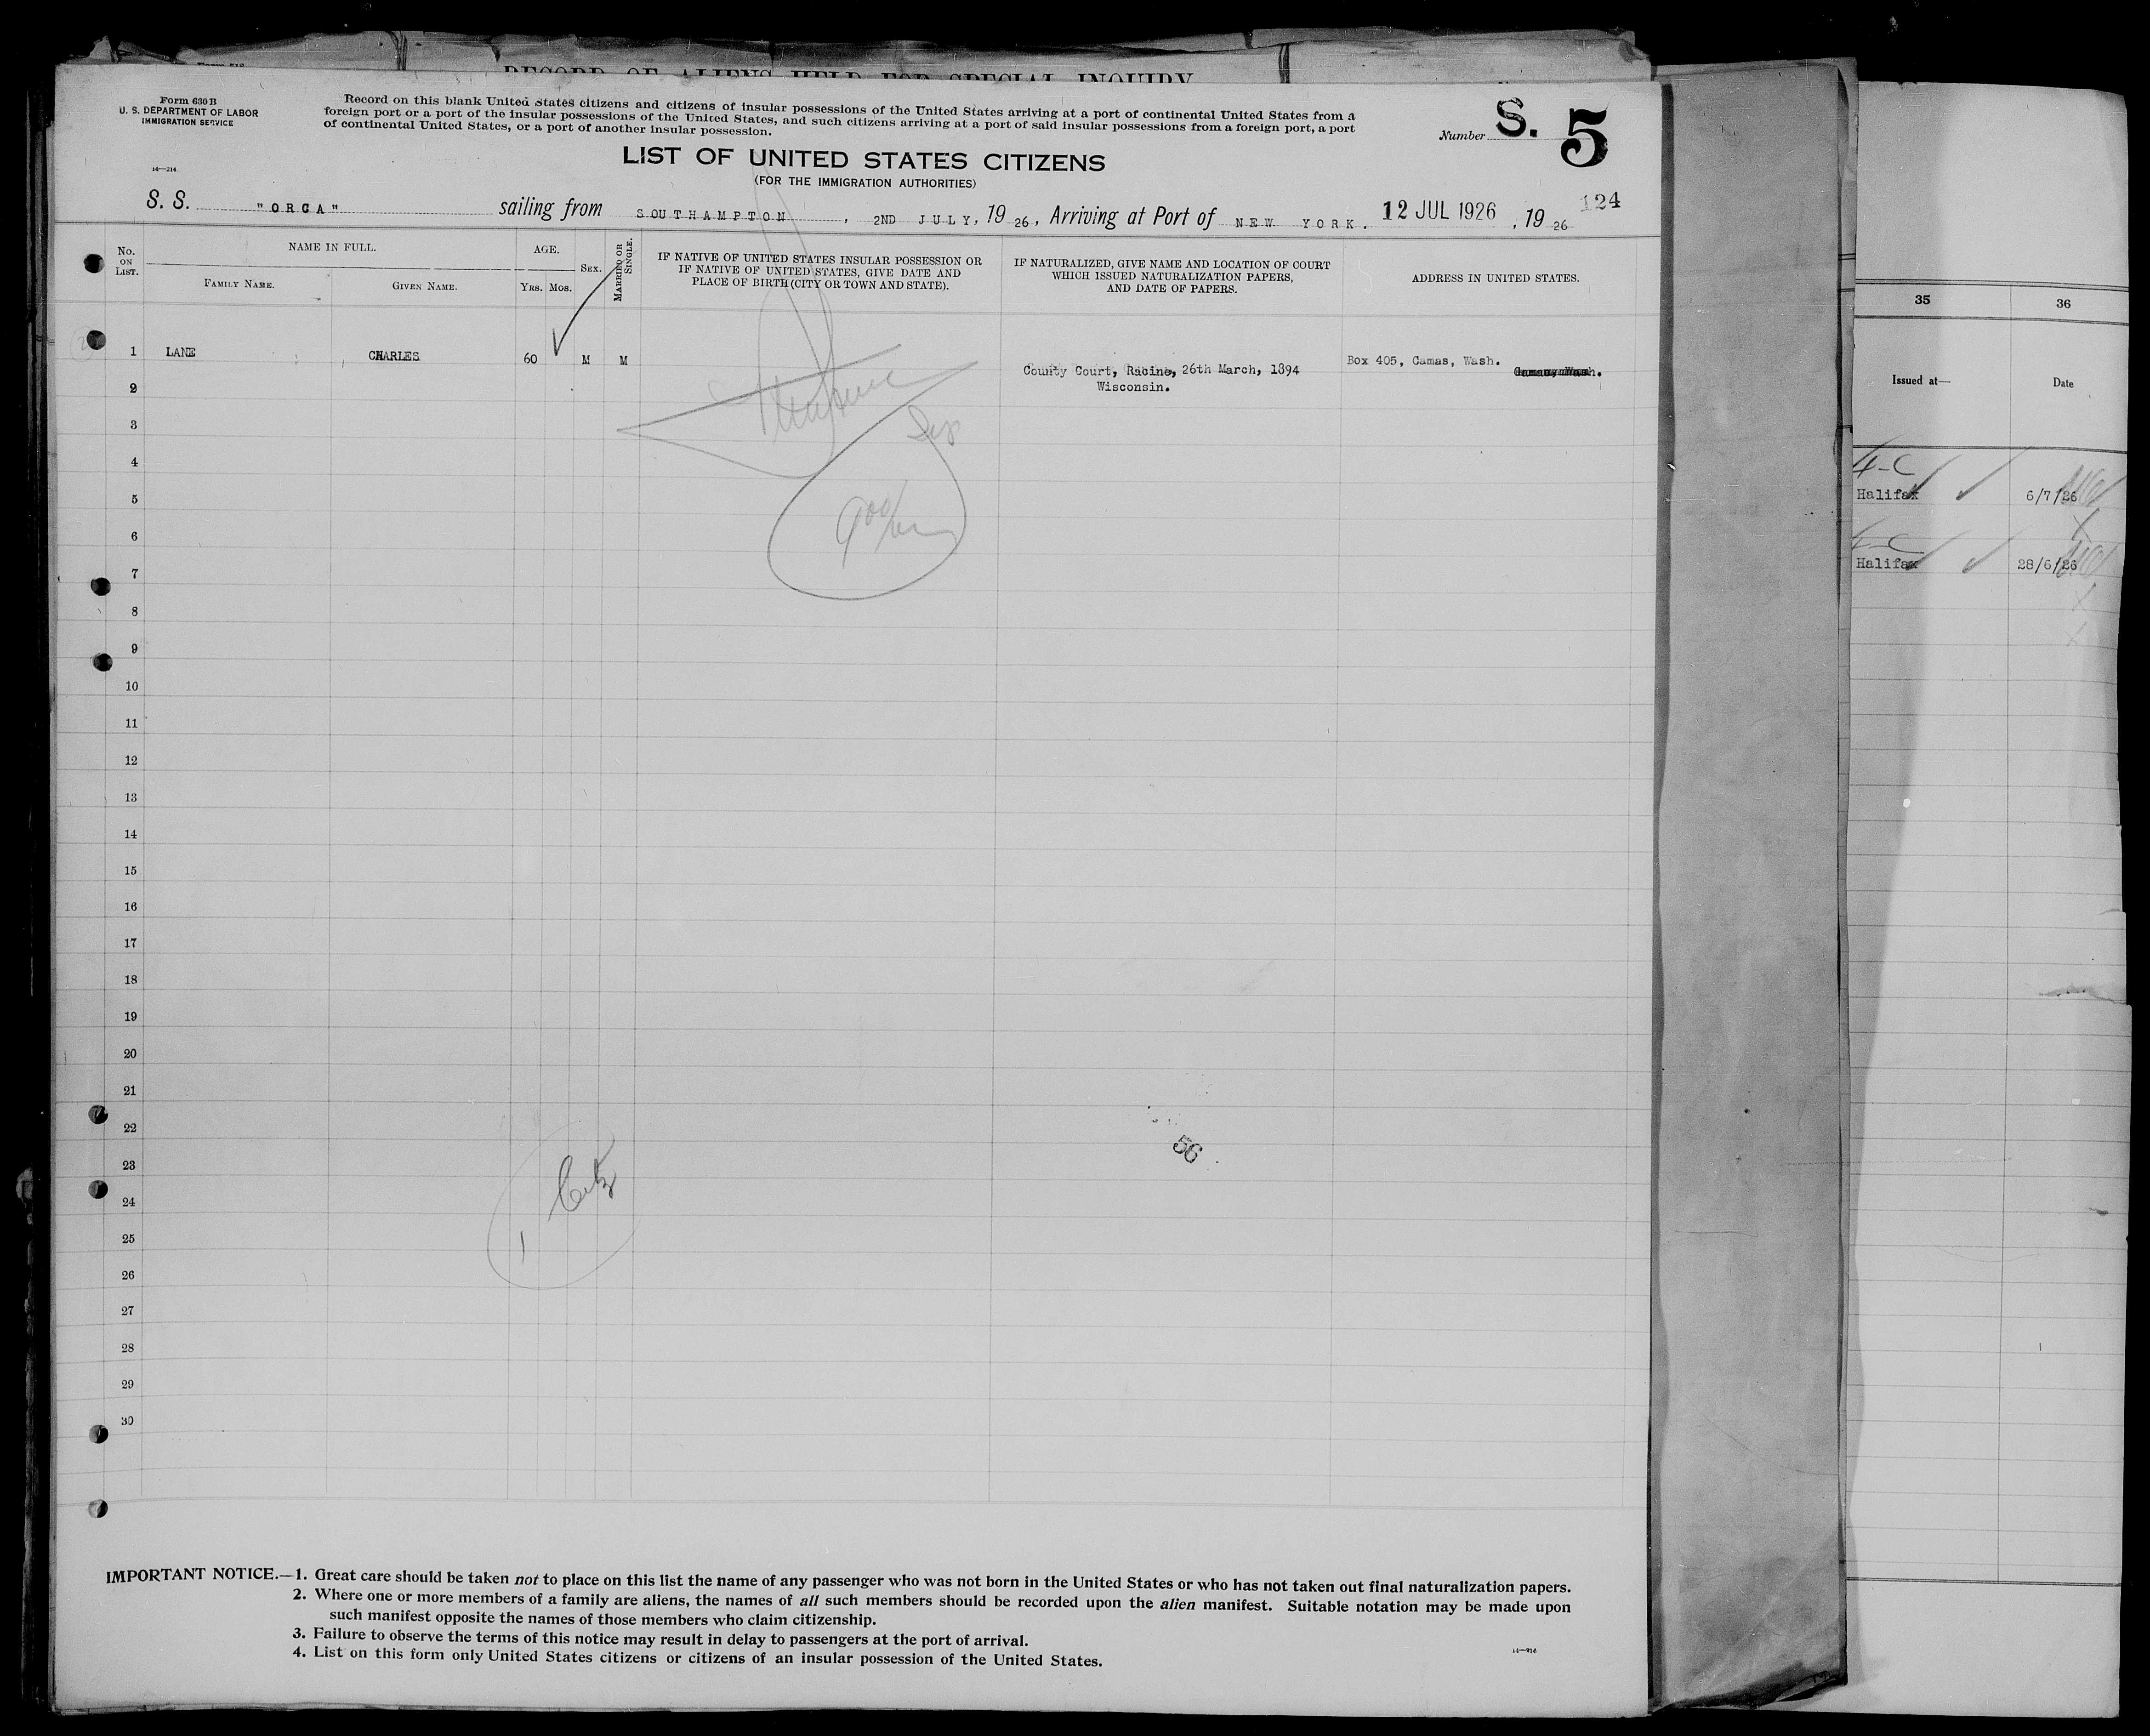 RECORD OF ALIENS HELD FOR SPECIAL INQUIRY
Form 630 B
U. S. DEPARTMENT OF LABOR
IMMIGRATION SERVICE
Record on this blank United States citizens and citizens of insular possessions of the United States arriving at a port of continental United States from a
foreign port or a port of the insular possessions of the United States, and such citizens arriving at a port of said insular possessions from a foreign port, a port
of continental United States, or a port of another insular possession.
Number S. 5
LIST OF UNITED STATES CITIZENS
(FOR THE IMMIGRATION AUTHORITIES)
14—214
124
S. S. "ORCA" sailing from SOUTHAMPTON, 2ND JULY, 19 26, Arriving at Port of NEW YORK. 12 JUL 1926, 19 26
No. ON LIST.
NAME IN FULL.
FAMILY NAME.
GIVEN NAME.
AGE.
YRS. MOS.
SEX.
MARRIED OR SINGLE.
IF NATIVE OF UNITED STATES INSULAR POSSESSION OR
IF NATIVE OF UNITED STATES, GIVE DATE AND
PLACE OF BIRTH (CITY OR TOWN AND STATE).
IF NATURALIZED, GIVE NAME AND LOCATION OF COURT
WHICH ISSUED NATURALIZATION PAPERS,
AND DATE OF PAPERS.
ADDRESS IN UNITED STATES.
1 LANE CHARLES 60 M M County Court, Racine, 26th March, 1894 Box 405, Camas, Wash.
Wisconsin.
2
3
4
5
6
7
8
9
10
11
12
13
14
15
16
17
18
19
20
21
22
56
23
24
25
1
26
27
28
29
30
IMPORTANT NOTICE.—1. Great care should be taken not to place on this list the name of any passenger who was not born in the United States or who has not taken out final naturalization papers.
2. Where one or more members of a family are aliens, the names of all such members should be recorded upon the alien manifest. Suitable notation may be made upon
such manifest opposite the names of those members who claim citizenship.
3. Failure to observe the terms of this notice may result in delay to passengers at the port of arrival.
4. List on this form only United States citizens or citizens of an insular possession of the United States.
35 36
Issued at— Date
4-C
Halifax 6/7/26
4-C
Halifax 28/6/26